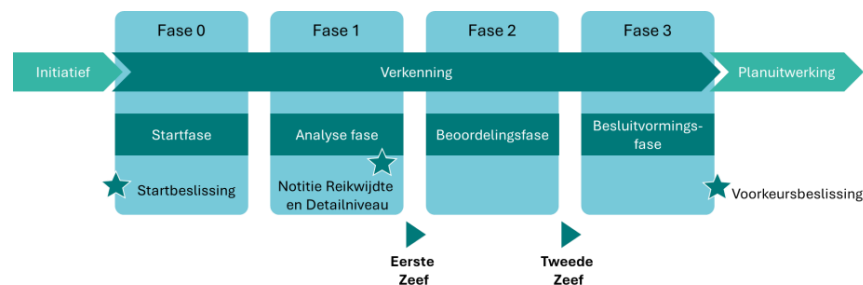 Fase 0
Fase 1
Fase 2
Fase 3
Initiatief
Verkenning
Planuitwerking
Startfase
Analyse fase
Beoordelingsfase
Besluitvormings-
fase
Startbeslissing
Notitie Reikwijdte
en Detailniveau
Voorkeursbeslissing
Eerste
Zeef
Tweede
Zeef